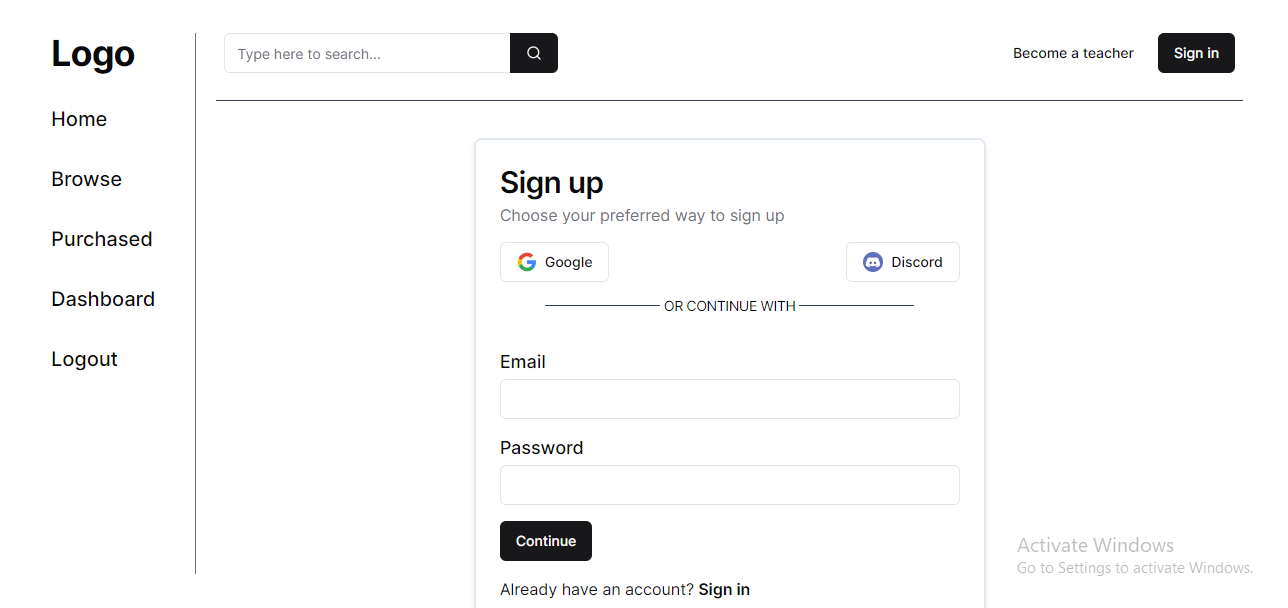 Logo
Home
Browse
Purchased
Dashboard
Logout
Type here to search...
Become a teacher
Sign in
Sign up
Choose your preferred way to sign up
Google
Discord
OR CONTINUE WITH
Email
Password
Continue
Already have an account? Sign in
Activate Windows
Go to Settings to activate Windows.